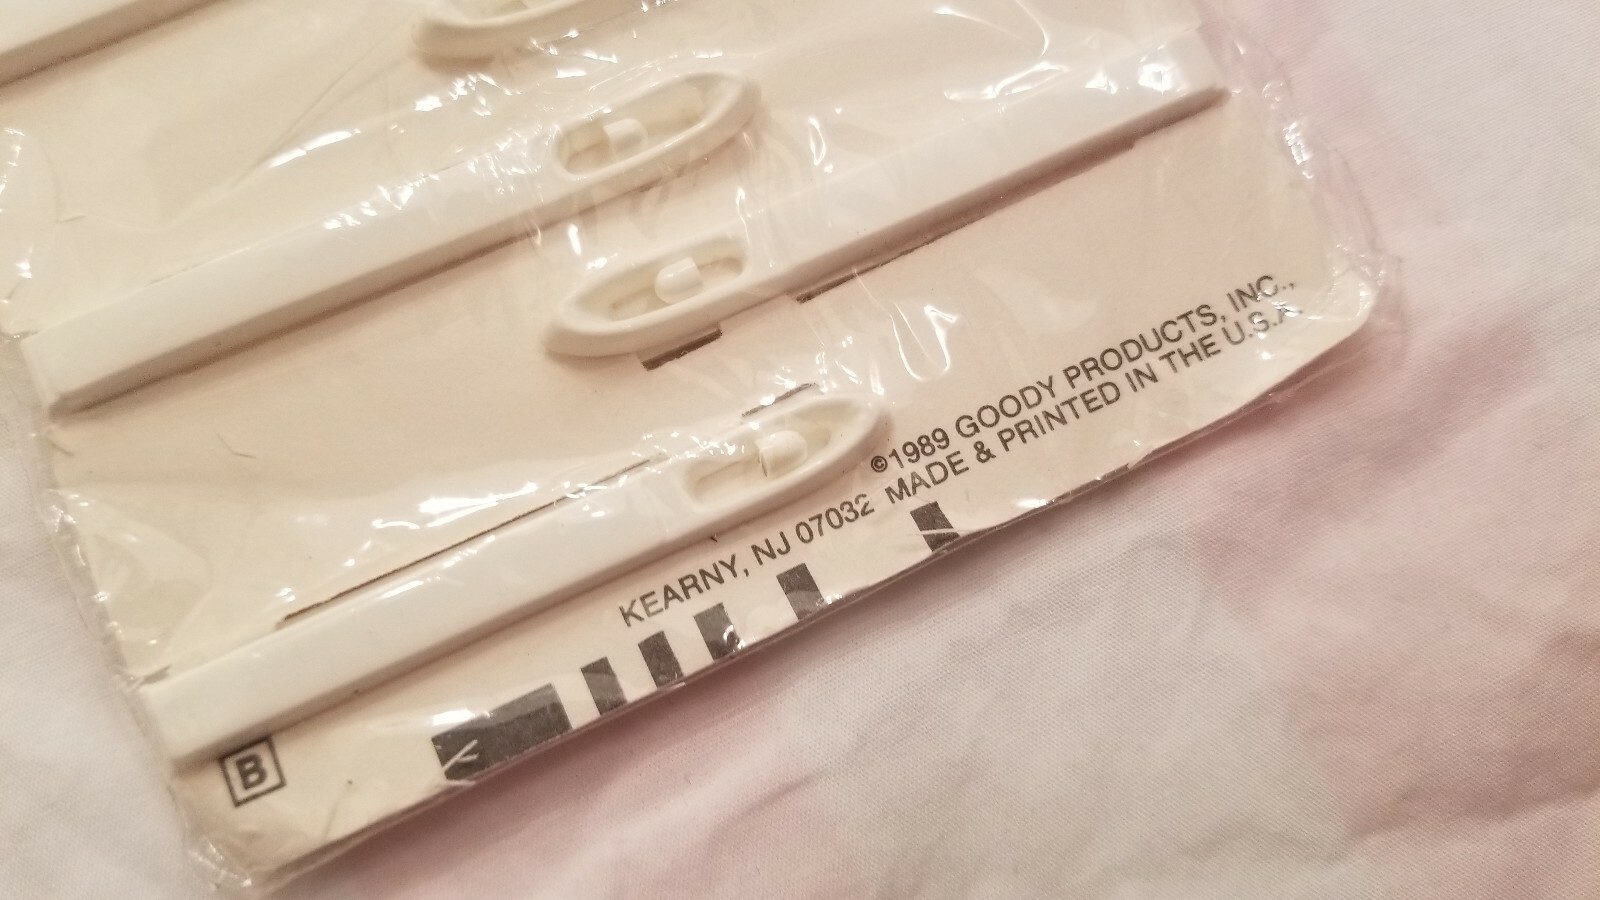 ©1989 GOODY PRODUCTS, INC.,
KEARNY, NJ 07032 MADE & PRINTED IN THE U.S.A.
B